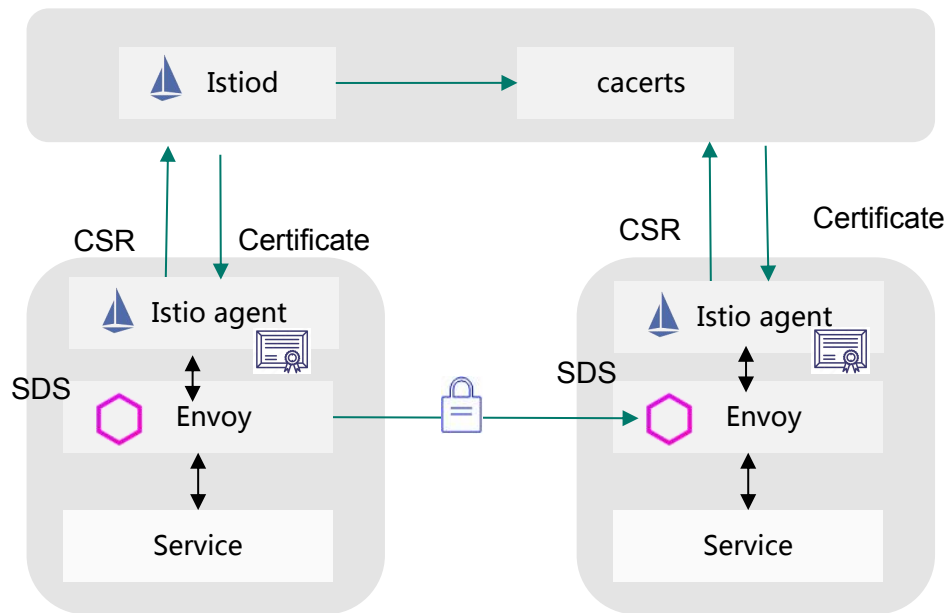 Istiod
cacerts
CSR
Certificate
CSR
Certificate
Istio agent
Istio agent
SDS
Envoy
SDS
Envoy
Service
Service